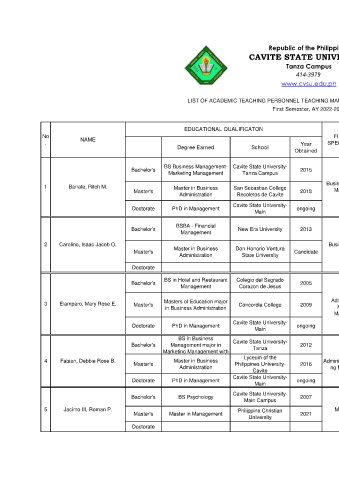 Republic of the Philippi
CAVITE STATE UNIV
Tanza Campus
414-3979
www.cvsu.edu.ph
LIST OF ACADEMIC TEACHING PERSONNEL TEACHING MA
First Semester, AY 2022-20
No.
NAME
EDUCATIONAL QUALIFICATON
Degree Earned
School
Year Obtained
FI
SPE
1
Banate, Ritch M.
Bachelor's
BS Business Management-
Marketing Management
Cavite State University-
Tanza Campus
2015
Master's
Master in Business
Administration
San Sebastian College
Recoletos de Cavite
2018
Doctorate
PhD in Management
Cavite State University-
Main
ongoing
Busin
M
2
Carolino, Isaac Jacob O.
Bachelor's
BSBA - Financial
Management
New Era University
2013
Master's
Master in Business
Administration
Don Honorio Ventura
State University
Candidate
Doctorate
Busi
3
Elamparo, Mary Rose E.
Bachelor's
BS in Hotel and Restaurant
Management
Colegio del Sagrado
Corazon de Jesus
2005
Master's
Masters of Education major
in Business Administration
Concordia College
2009
Doctorate
PhD in Management
Cavite State University-
Main
ongoing
Ad
Ma
4
Fabian, Debbie Rose B.
Bachelor's
BS in Business
Management major in
Marketing Management with
Cavite State University-
Tanza
2012
Master's
Master in Business
Administration
Lyceum of the
Philippines University-
Cavite
2016
Doctorate
PhD in Management
Cavite State University-
Main
ongoing
Admini
ng M
5
Jacinto III, Roman P.
Bachelor's
BS Psychology
Cavite State University
Main Campus
2007
Master's
Master in Management
Philippine Christian
University
2021
Doctorate
M